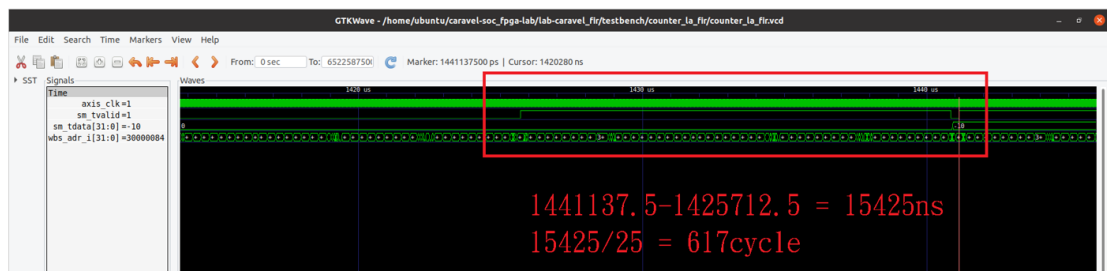 GTKWave - /home/ubuntu/caravel-soc_fpga-lab/lab-caravel_fir/testbench/counter_la_fir/counter_la_fir.vcd
File Edit Search Time Markers View Help
From: 0 sec To: 652258750( Marker: 1441137500 ps | Cursor: 1420280 ns
SST Signals Waves
Time
1420 us 1430 us 1440 us
axis_clk=1
sm_tvalid=1
sm_tdata[31:0] =-10
0 -10
wbs_adr_i[31:0] =30000084
1441137.5-1425712.5 = 15425ns
15425/25 = 617cycle